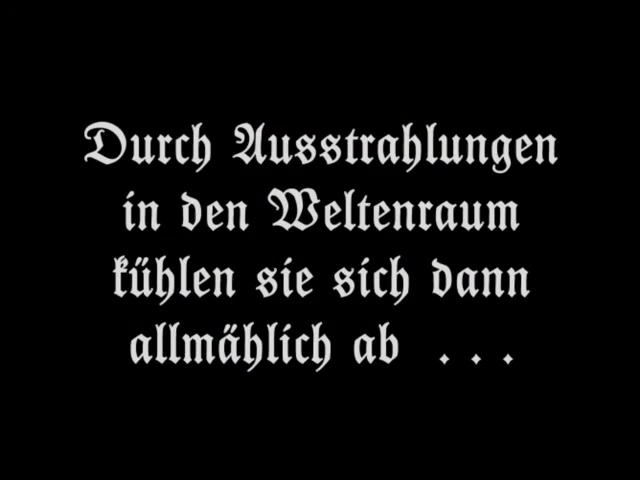 Durch Ausstrahlungen
in den Weltenraum
kühlen sie sich dann
allmählich ab ...